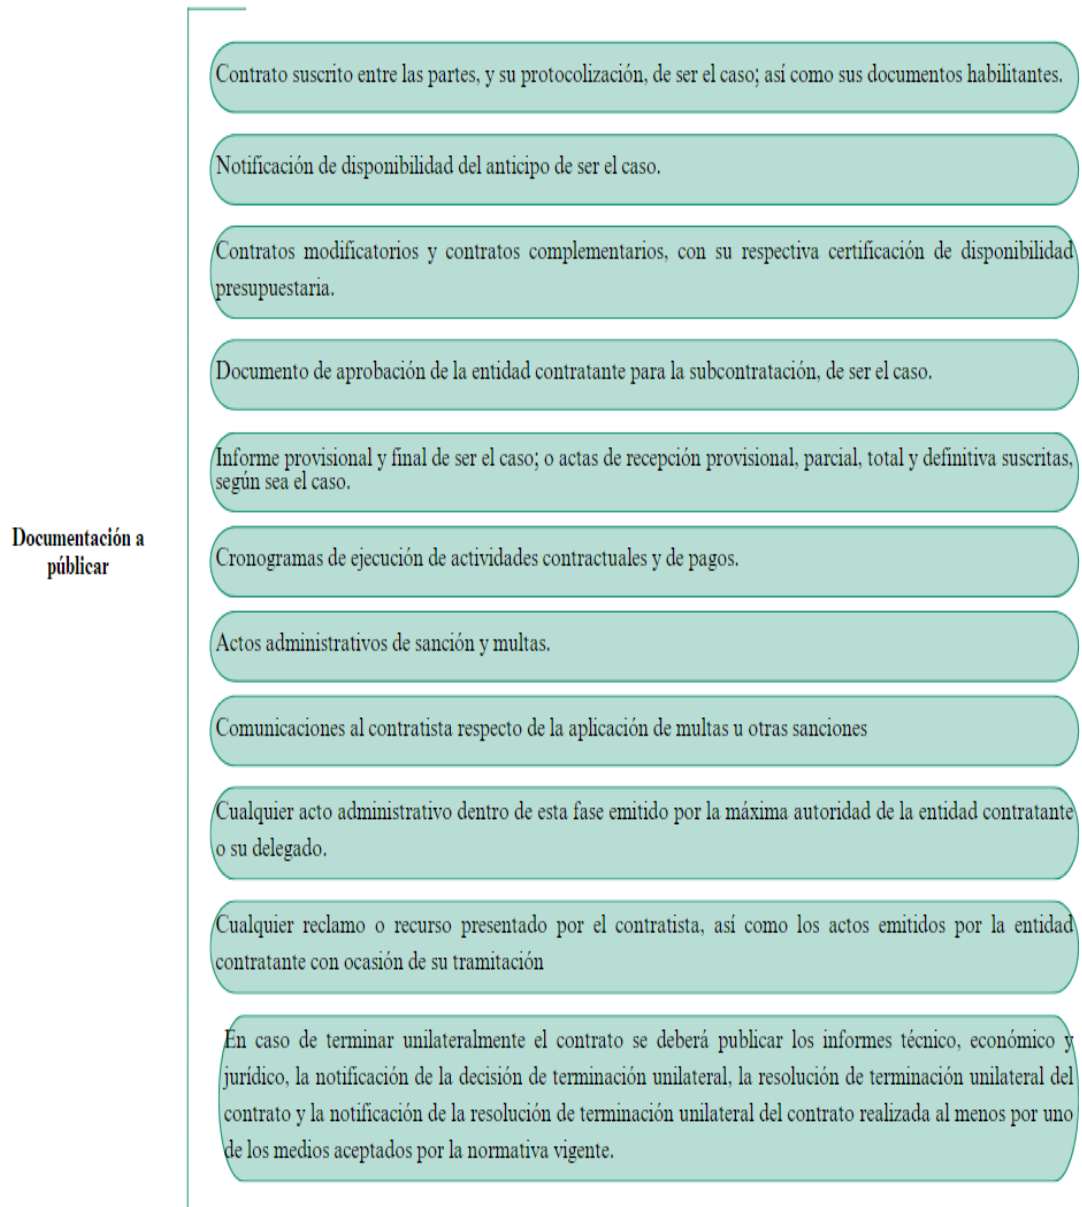 Contrato suscrito entre las partes, y su protocolización, de ser el caso; así como sus documentos habilitantes.
Notificación de disponibilidad del anticipo de ser el caso.
Contratos modificatorios y contratos complementarios, con su respectiva certificación de disponibilidad
presupuestaria.
Documento de aprobación de la entidad contratante para la subcontratación, de ser el caso.
Informe provisional y final de ser el caso; o actas de recepción provisional, parcial, total y definitiva suscritas,
según sea el caso.
Documentación a
públicar
Cronogramas de ejecución de actividades contractuales y de pagos.
Actos administrativos de sanción y multas.
Comunicaciones al contratista respecto de la aplicación de multas u otras sanciones
Cualquier acto administrativo dentro de esta fase emitido por la máxima autoridad de la entidad contratante
o su delegado.
Cualquier reclamo o recurso presentado por el contratista, así como los actos emitidos por la entidad
contratante con ocasión de su tramitación
En caso de terminar unilateralmente el contrato se deberá publicar los informes técnico, económico y
jurídico, la notificación de la decisión de terminación unilateral, la resolución de terminación unilateral del
contrato y la notificación de la resolución de terminación unilateral del contrato realizada al menos por uno
de los medios aceptados por la normativa vigente.